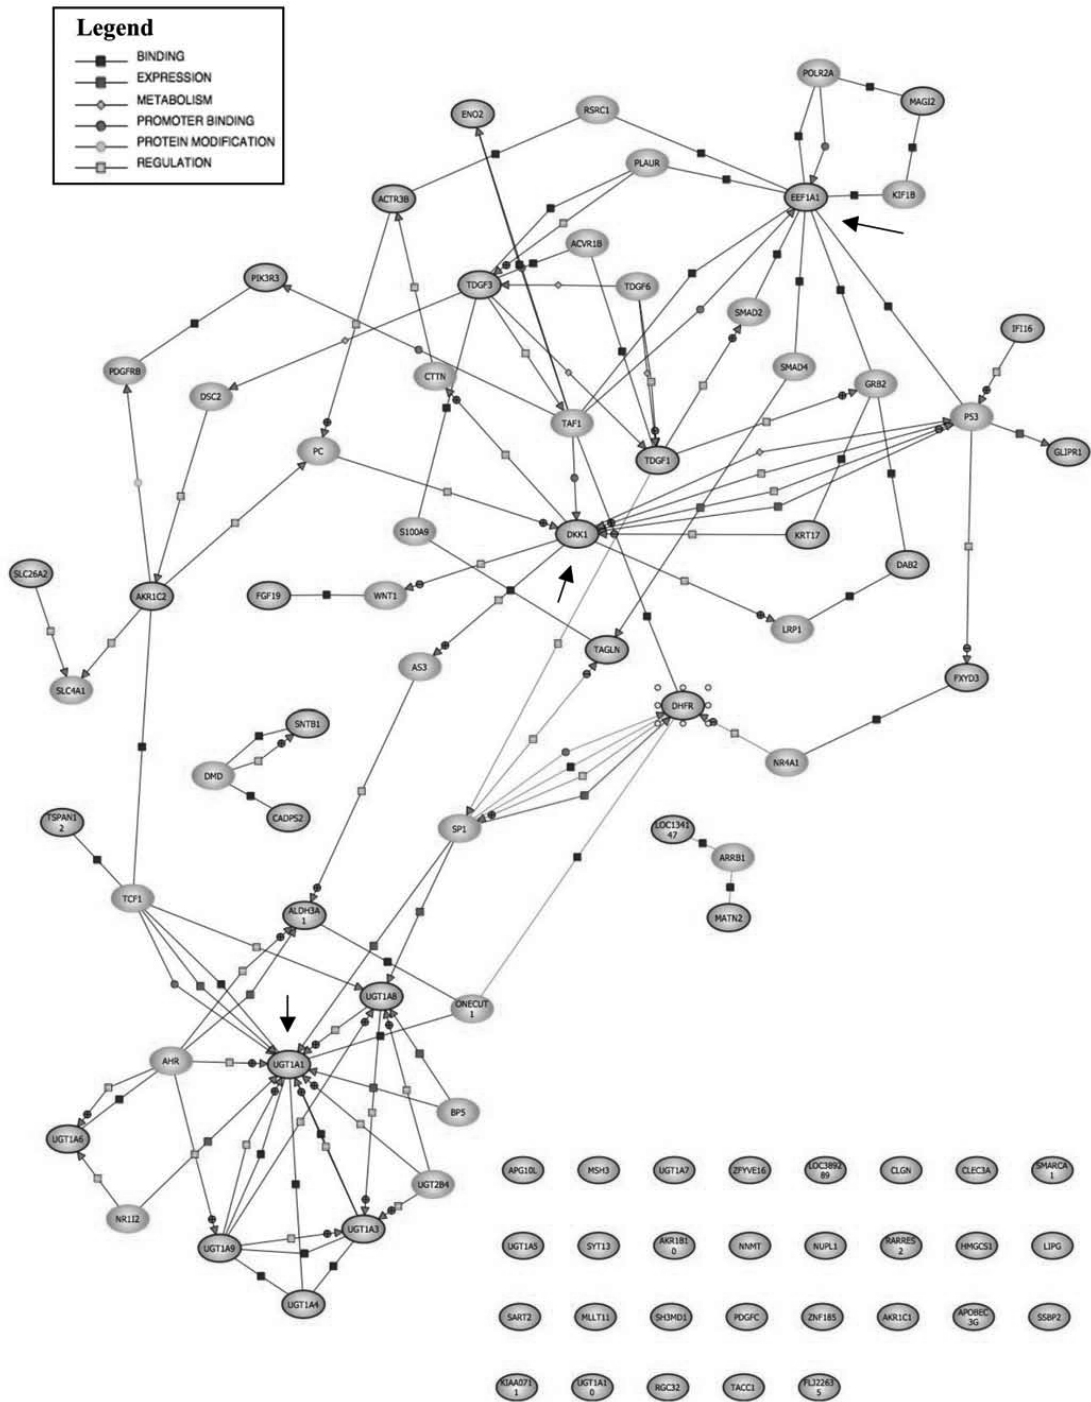 Legend
BINDING
EXPRESSION
METABOLISM
PROMOTER BINDING
PROTEIN MODIFICATION
REGULATION
POLR2A
MAGI2
ENO2
RSRC1
PLAUR
ACTR3B
EEF1A1
KIF1B
ACVR1B
PIK3R3
TDGF3
TDGF6
SMAD2
IFI16
PDGFRB
DSC2
CTTN
SMAD4
GRB2
TAF1
P53
PC
TDGF1
GLIPR1
S100A9
DKK1
KRT17
SLC26A2
AKR1C2
FGF19
WNT1
DAB2
LRP1
AS3
TAGLN
SLC4A1
DHFR
FXYD3
SNTB1
DMD
NR4A1
CADPS2
TSPAN1
2
SP1
LOC1341
47
ARRB1
TCF1
ALDH3A
1
MATN2
UGT1A8
ONECUT
1
AHR
UGT1A1
BP5
UGT1A6
UGT2B4
NR1I2
UGT1A3
UGT1A9
UGT1A4
APG10L
MSH3
UGT1A7
ZFYVE16
LOC3892
89
CLGN
CLEC3A
SMARCA
1
UGT1A5
SYT13
AKR1B1
0
NNMT
NUPL1
RARRES
2
HMGCS1
LIPG
SART2
MLLT11
SH3MD1
PDGFC
ZNF185
AKR1C1
APOBEC
3G
SSBP2
KIAA071
1
UGT1A1
0
RGC32
TACC1
FLJ2263
5